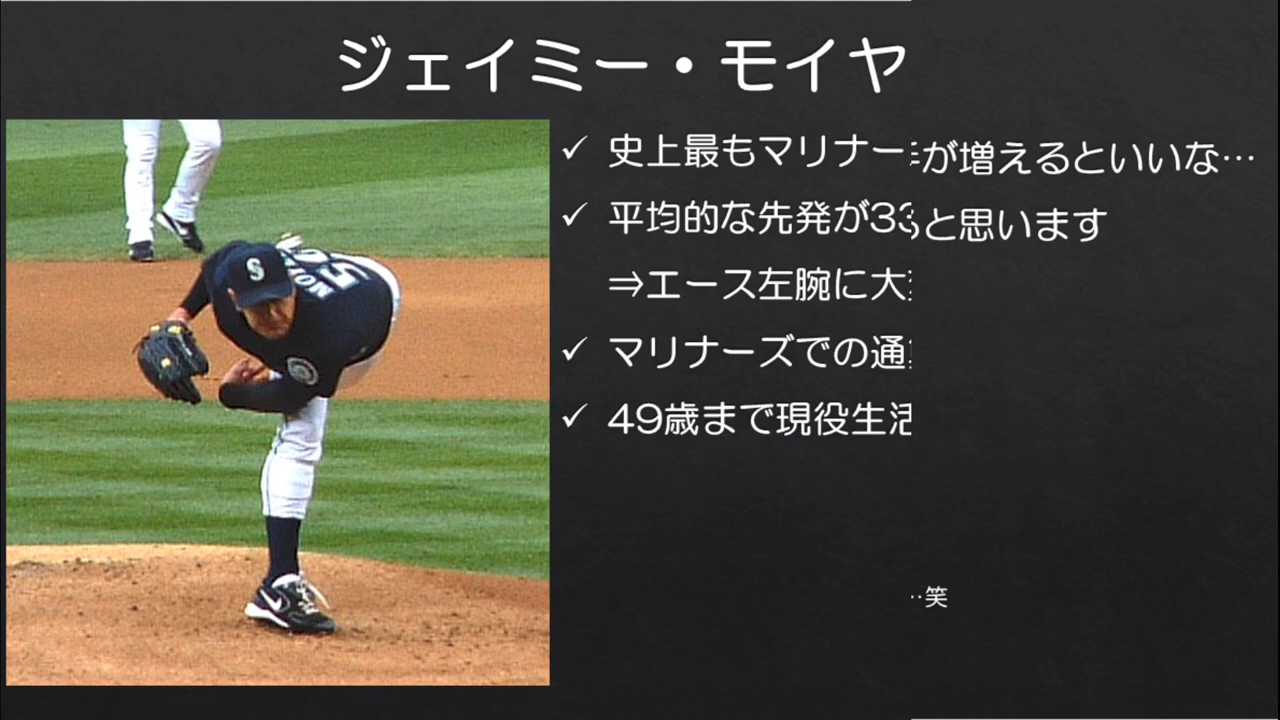 ジェイミー・モイヤ
史上最もマリナー
が増えるといいな…
平均的な先発が33
と思います
⇒エース左腕に大
マリナーズでの通
49歳まで現役生活
…笑